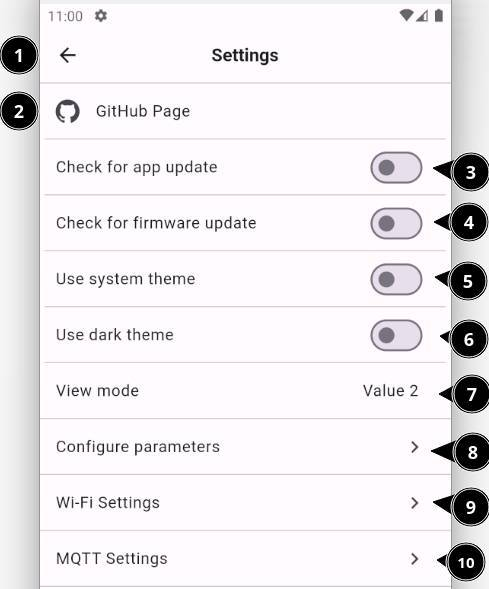 11:00
1 Settings
2 GitHub Page
Check for app update 3
Check for firmware update 4
Use system theme 5
Use dark theme 6
View mode Value 2 7
Configure parameters 8
Wi-Fi Settings 9
MQTT Settings 10